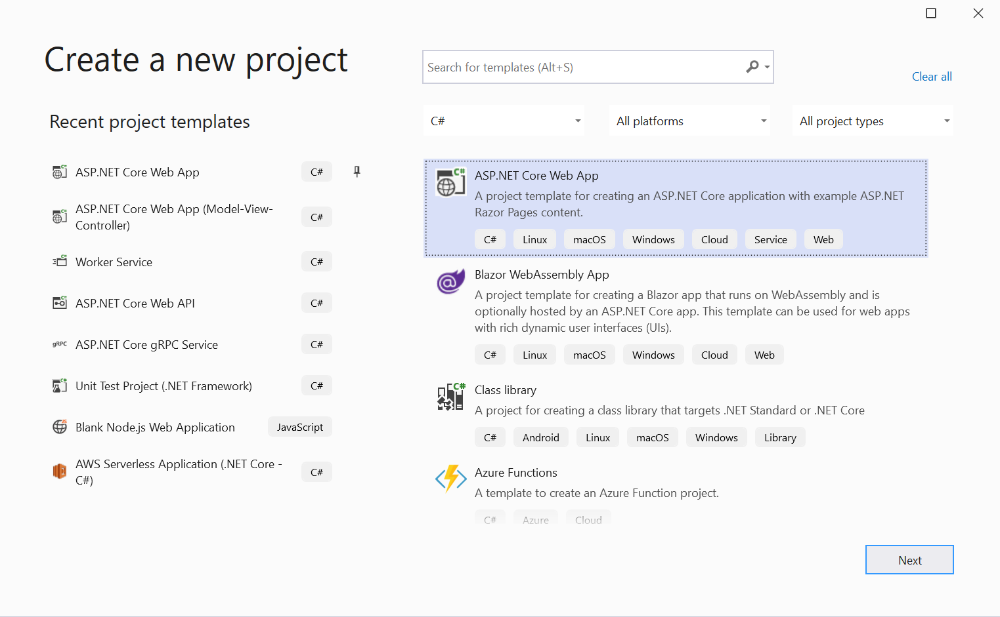 Create a new project
Search for templates (Alt+S)
Clear all
Recent project templates
C#
All platforms
All project types
ASP.NET Core Web App
C#
ASP.NET Core Web App (Model-View-
Controller)
C#
Worker Service
C#
ASP.NET Core Web API
C#
gRPC
ASP.NET Core gRPC Service
C#
Unit Test Project (.NET Framework)
C#
Blank Node.js Web Application
JavaScript
AWS Serverless Application (.NET Core -
C#)
C#
C#
ASP.NET Core Web App
A project template for creating an ASP.NET Core application with example ASP.NET
Razor Pages content.
C# Linux macOS Windows Cloud Service Web
Blazor WebAssembly App
A project template for creating a Blazor app that runs on WebAssembly and is
optionally hosted by an ASP.NET Core app. This template can be used for web apps
with rich dynamic user interfaces (UIs).
C# Linux macOS Windows Cloud Web
C#
Class library
A project for creating a class library that targets .NET Standard or .NET Core
C# Android Linux macOS Windows Library
Azure Functions
A template to create an Azure Function project.
C# Azure Cloud
Next